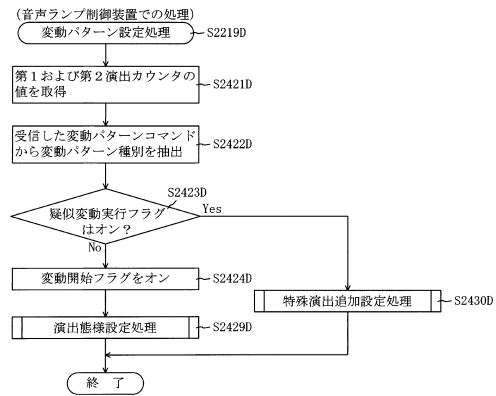 (音声ランプ制御装置での処理)
変動パターン設定処理
S2219D
第1および第2演出カウンタの
値を取得
S2421D
受信した変動パターンコマンド
から変動パターン種別を抽出
S2422D
S2423D
疑似変動実行フラグ
はオン?
Yes
No
変動開始フラグをオン
S2424D
特殊演出追加設定処理
S2430D
演出態様設定処理
S2429D
終 了